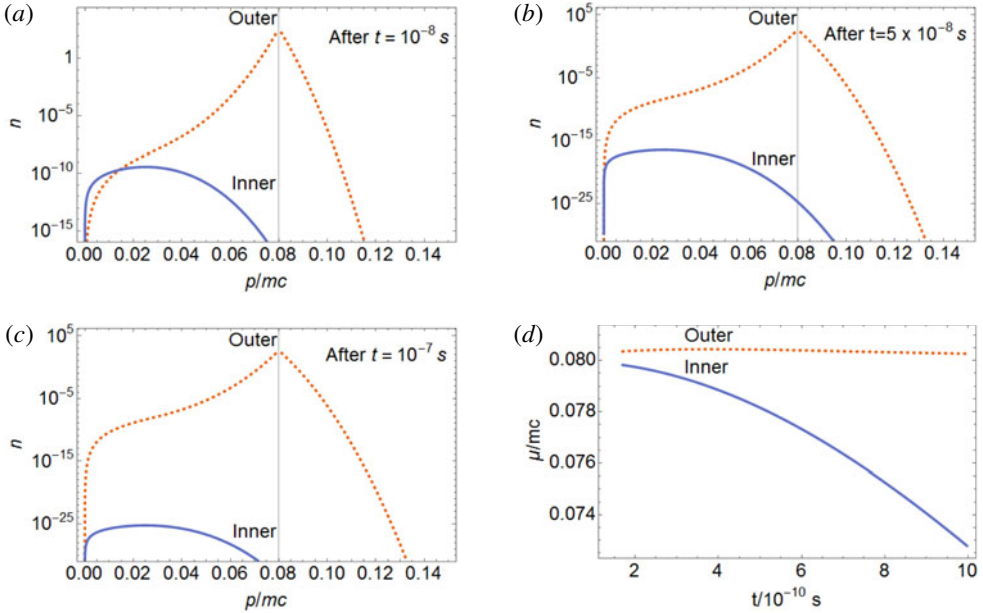 (a)
Outer
After t = 10⁻⁸ s
1
10⁻⁵
10⁻¹⁰
10⁻¹⁵
n
Inner
0.00 0.02 0.04 0.06 0.08 0.10 0.12 0.14
p/mc
(b)
10⁵
Outer
After t=5 x 10⁻⁸ s
10⁻⁵
10⁻¹⁵
10⁻²⁵
n
Inner
0.00 0.02 0.04 0.06 0.08 0.10 0.12 0.14
p/mc
(c)
10⁵
Outer
After t = 10⁻⁷ s
10⁻⁵
10⁻¹⁵
10⁻²⁵
n
Inner
0.00 0.02 0.04 0.06 0.08 0.10 0.12 0.14
p/mc
(d)
Outer
Inner
0.080
0.078
0.076
0.074
μ/mc
2 4 6 8 10
t/10⁻¹⁰ s